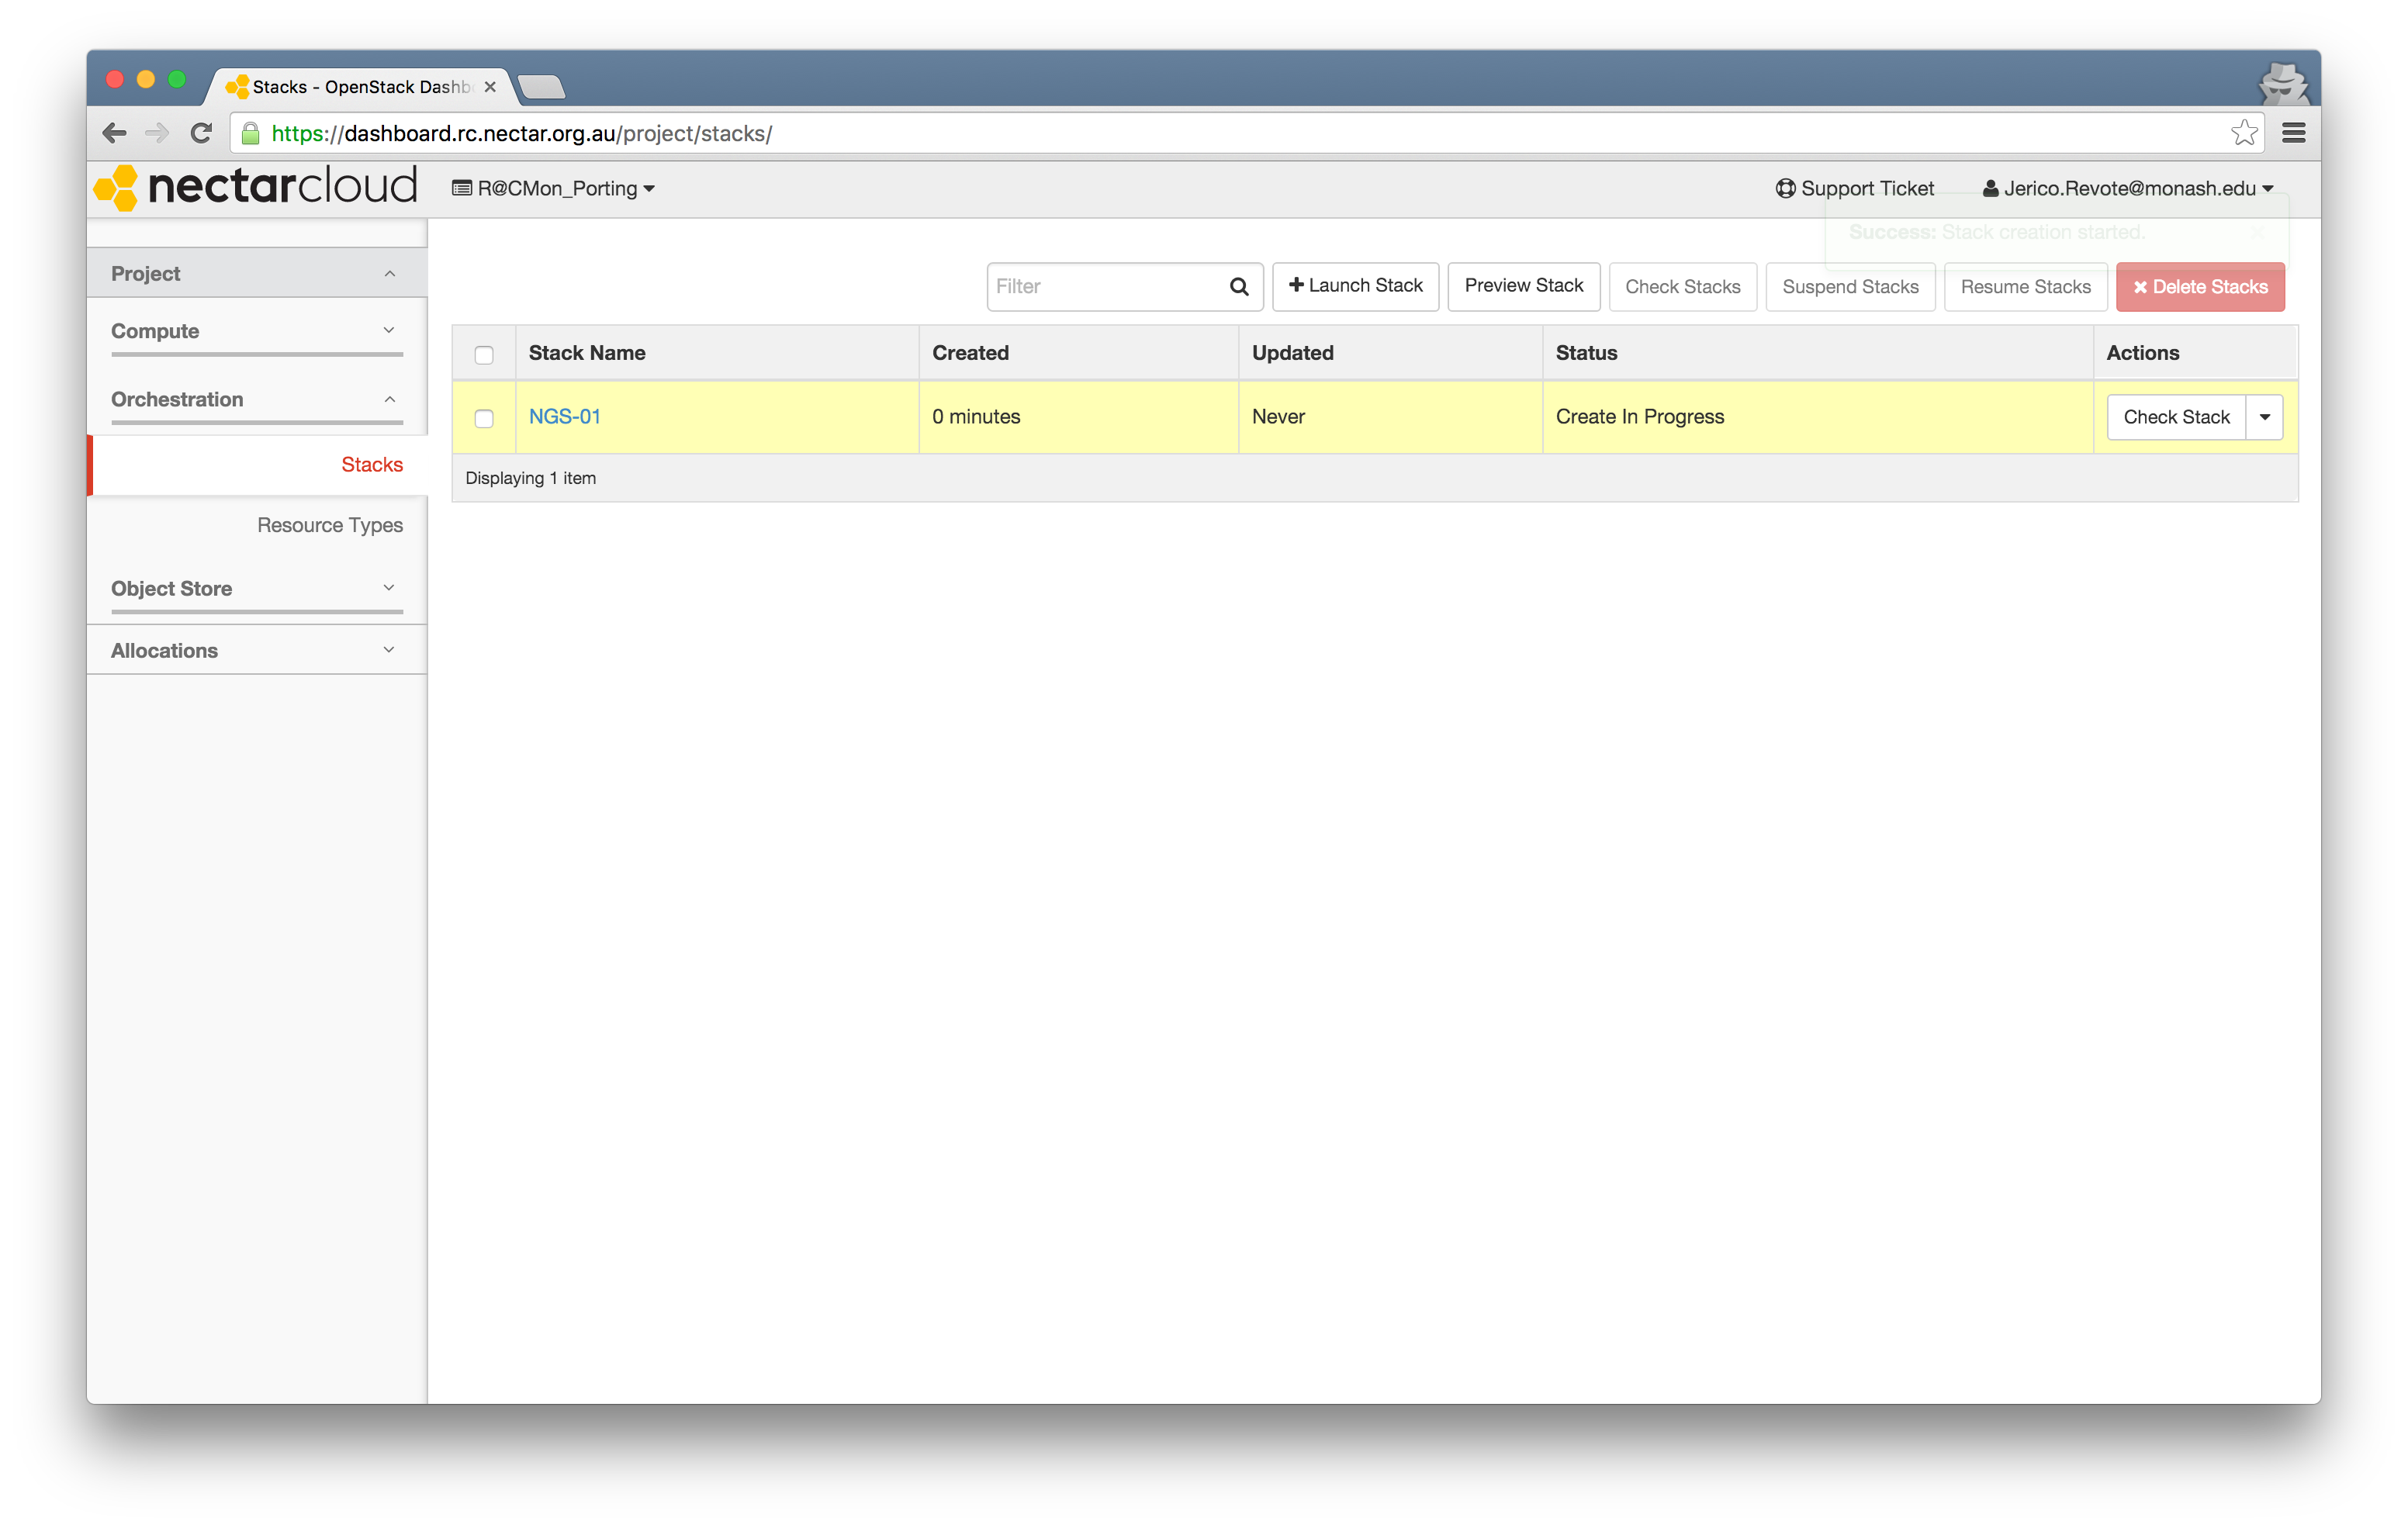 Stacks - OpenStack Dashb
https://dashboard.rc.nectar.org.au/project/stacks/
nectarcloud
R@CMon_Porting
Support Ticket
Jerico.Revote@monash.edu
Success: Stack creation started.
Project
Filter
Launch Stack
Preview Stack
Check Stacks
Suspend Stacks
Resume Stacks
Delete Stacks
Compute
Orchestration
Stacks
Resource Types
Object Store
Allocations
Stack Name Created Updated Status Actions
NGS-01 0 minutes Never Create In Progress Check Stack
Displaying 1 item